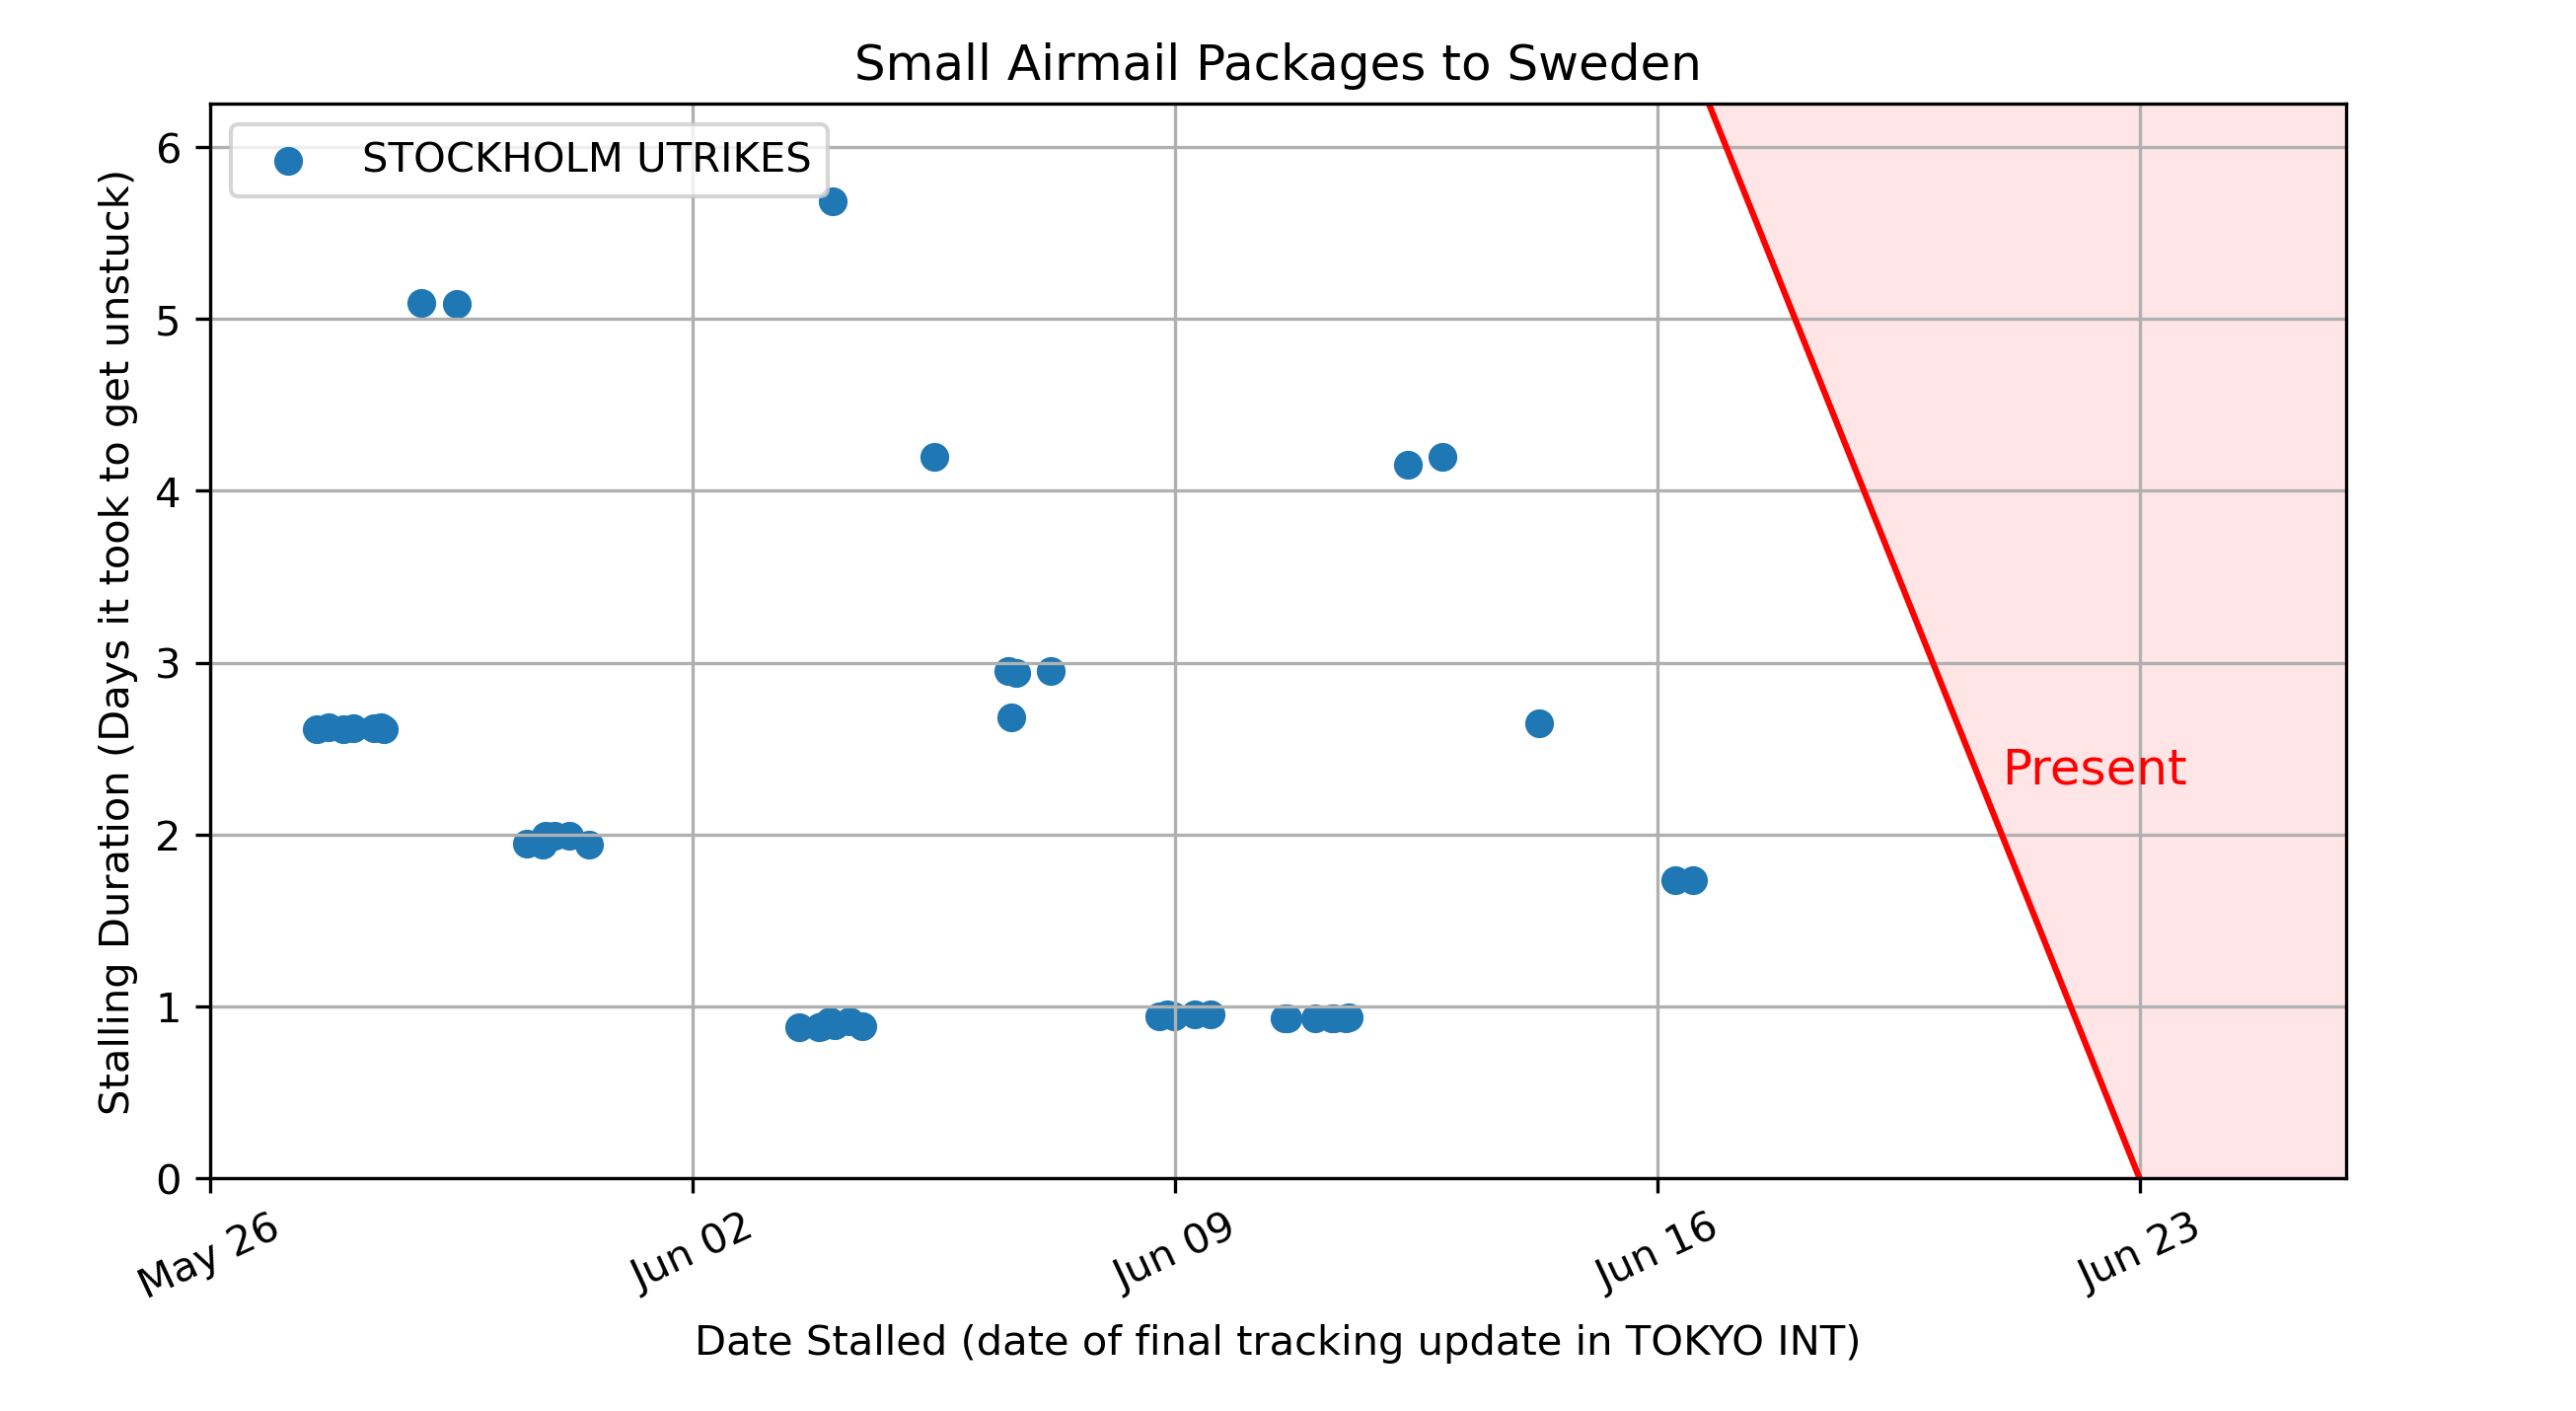 Small Airmail Packages to Sweden
STOCKHOLM UTRIKES
Stalling Duration (Days it took to get unstuck)
6
5
4
3
2
1
0
Present
May 26
Jun 02
Jun 09
Jun 16
Jun 23
Date Stalled (date of final tracking update in TOKYO INT)